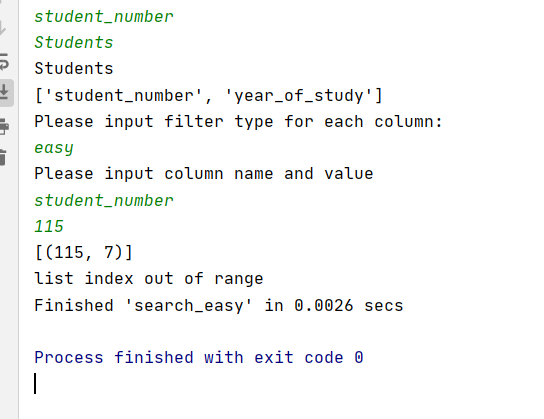 student_number
Students
Students
['student_number', 'year_of_study']
Please input filter type for each column:
easy
Please input column name and value
student_number
115
[(115, 7)]
list index out of range
Finished 'search_easy' in 0.0026 secs
Process finished with exit code 0